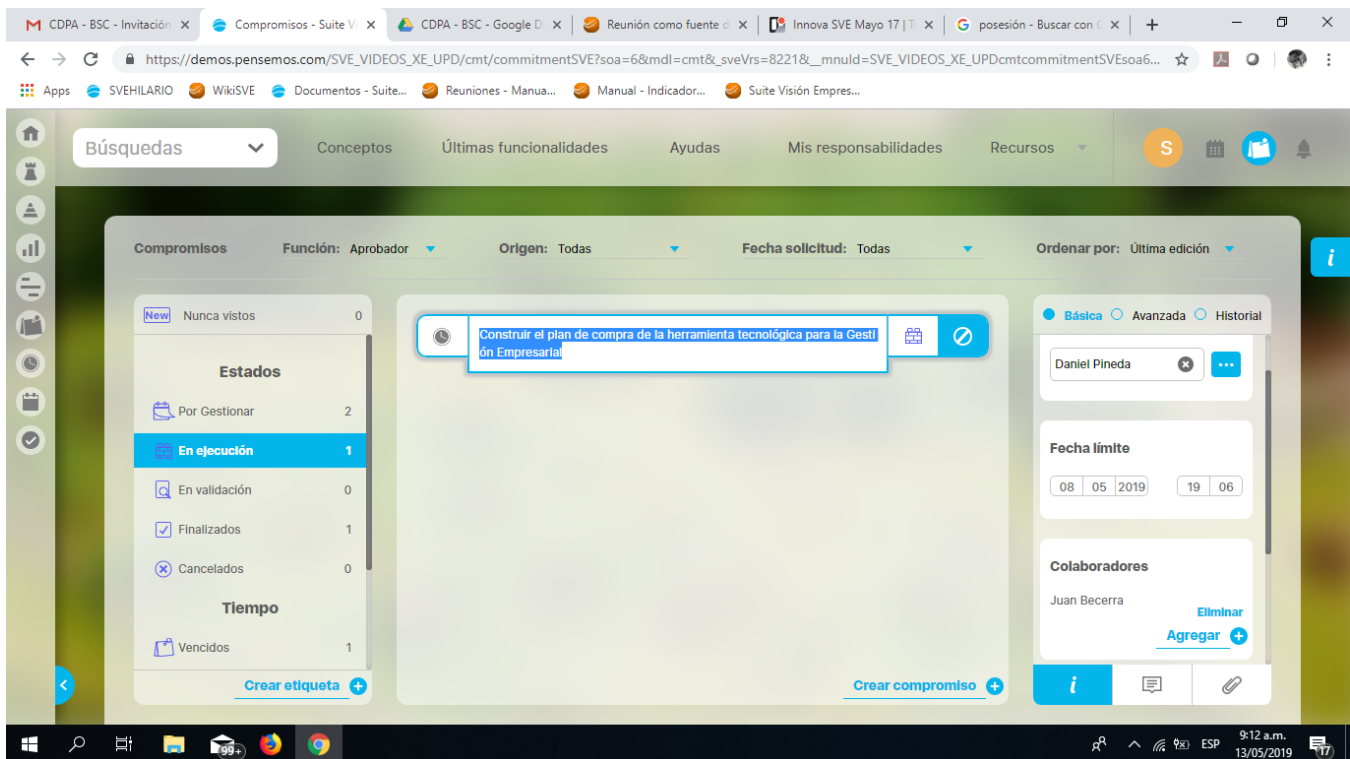 CDPA - BSC - Invitación
Compromisos - Suite Vi
CDPA - BSC - Google D
Reunión como fuente d
Innova SVE Mayo 17 | T
posesión - Buscar con G
https://demos.pensemos.com/SVE_VIDEOS_XE_UPD/cmt/commitmentSVE?soa=6&mdl=cmt&_sveVrs=8221&__mnuId=SVE_VIDEOS_XE_UPDcmtcommitmentSVEsoa6...
Apps SVEHILARIO WikiSVE Documentos - Suite... Reuniones - Manua... Manual - Indicador... Suite Visión Empres...
Búsquedas Conceptos Últimas funcionalidades Ayudas Mis responsabilidades Recursos S
Compromisos Función: Aprobador Origen: Todas Fecha solicitud: Todas Ordenar por: Última edición i
New Nunca vistos 0
Estados
Por Gestionar 2
En ejecución 1
En validación 0
Finalizados 1
Cancelados 0
Tiempo
Vencidos 1
Crear etiqueta
Construir el plan de compra de la herramienta tecnológica para la Gesti
ón Empresarial
Crear compromiso
Básica Avanzada Historial
Daniel Pineda ...
Fecha límite
08 05 2019 19 06
Colaboradores
Juan Becerra
Eliminar
Agregar
i
99+
ESP
9:12 a.m.
13/05/2019
17